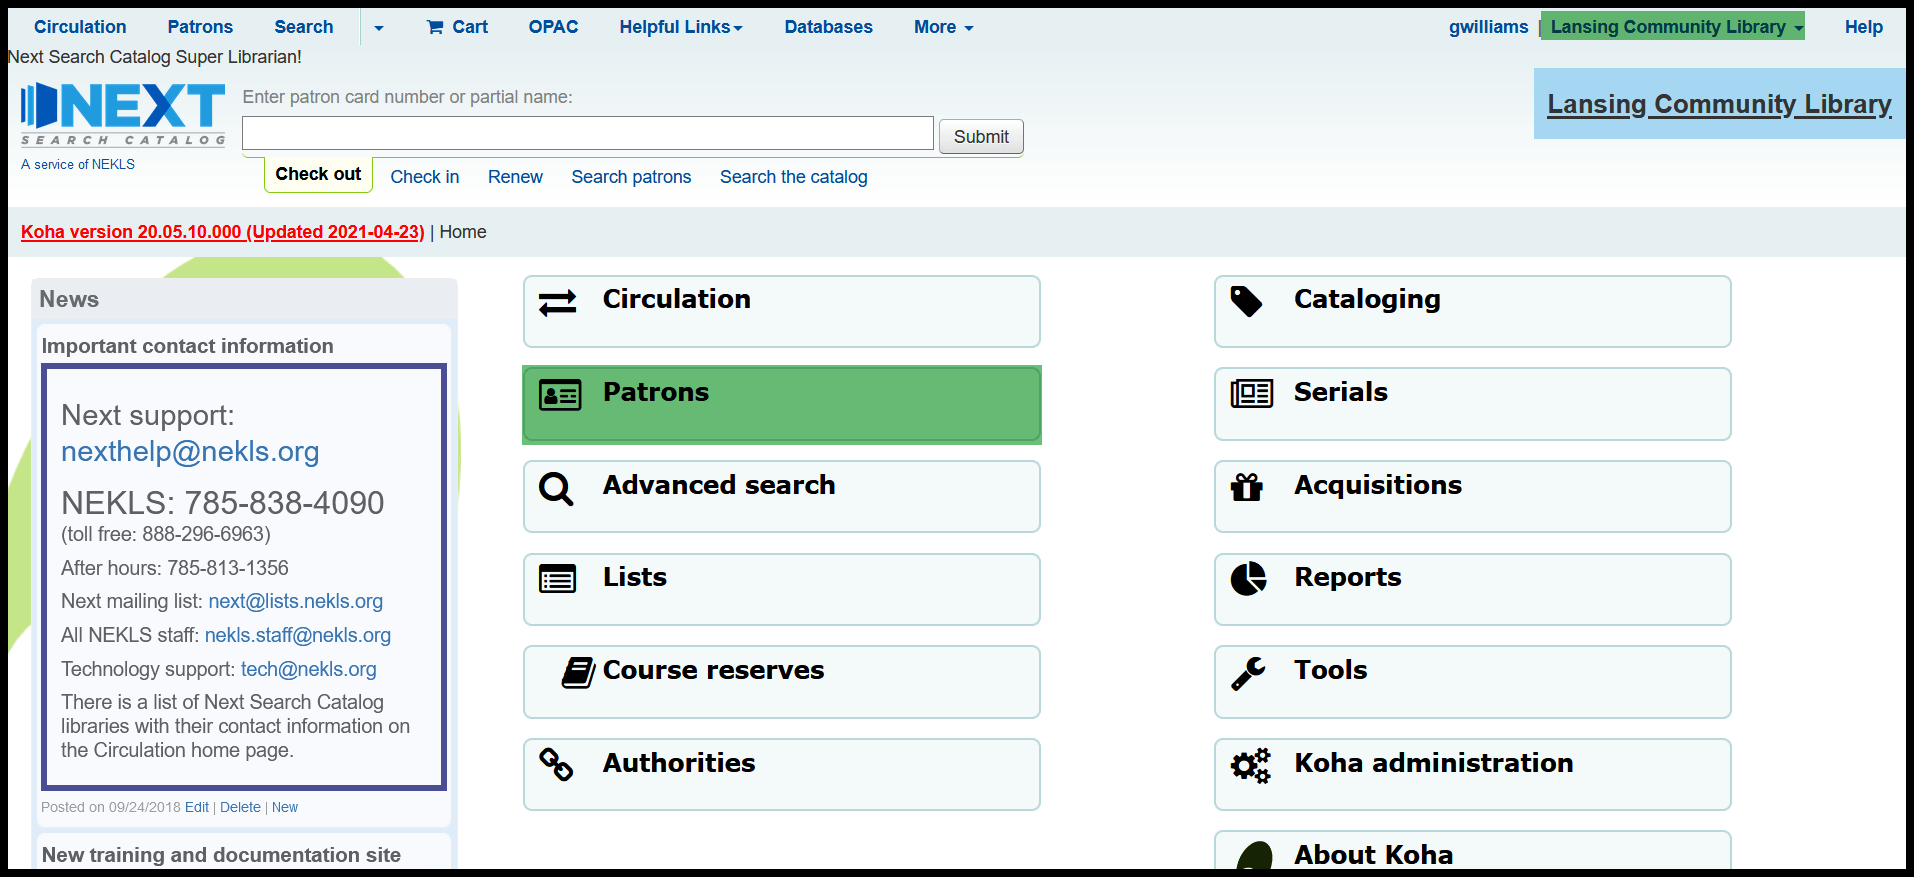 Circulation Patrons Search Cart OPAC Helpful Links Databases More gwilliams | Lansing Community Library Help
Next Search Catalog Super Librarian!
NEXT
SEARCH CATALOG
A service of NEKLS
Enter patron card number or partial name:
Submit
Check out Check in Renew Search patrons Search the catalog
Lansing Community Library
Koha version 20.05.10.000 (Updated 2021-04-23) | Home
News
Important contact information
Next support:
nexthelp@nekls.org
NEKLS: 785-838-4090
(toll free: 888-296-6963)
After hours: 785-813-1356
Next mailing list: next@lists.nekls.org
All NEKLS staff: nekls.staff@nekls.org
Technology support: tech@nekls.org
There is a list of Next Search Catalog
libraries with their contact information on
the Circulation home page.
Posted on 09/24/2018 Edit | Delete | New
New training and documentation site
Circulation
Patrons
Advanced search
Lists
Course reserves
Authorities
Cataloging
Serials
Acquisitions
Reports
Tools
Koha administration
About Koha